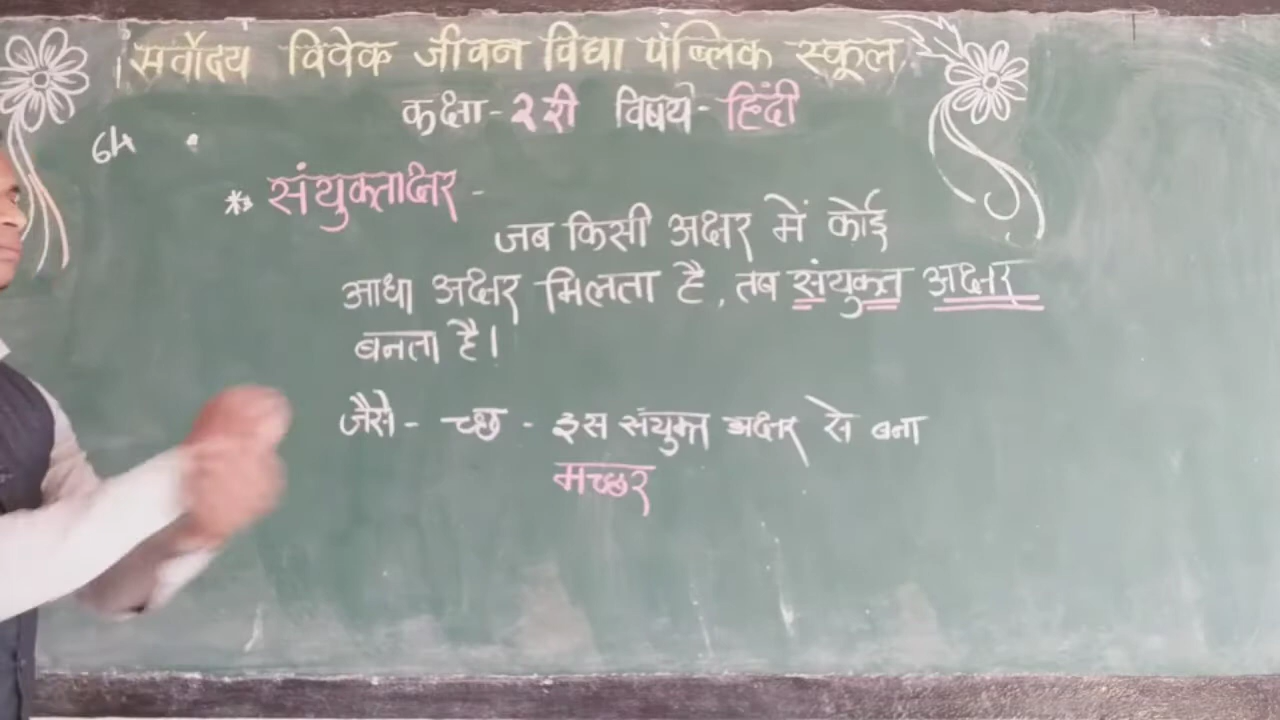 सर्वोदय विवेक जीवन विद्या पंब्लिक स्कूल
कक्षा-२री विषय- हिंदी
* संयुक्ताक्षर -
जब किसी अक्षर में कोई
आधा अक्षर मिलता है, तब संयुक्त अक्षर
बनता है।
जैसे - च्छ - इस संयुक्त अक्षर से बना
मच्छर